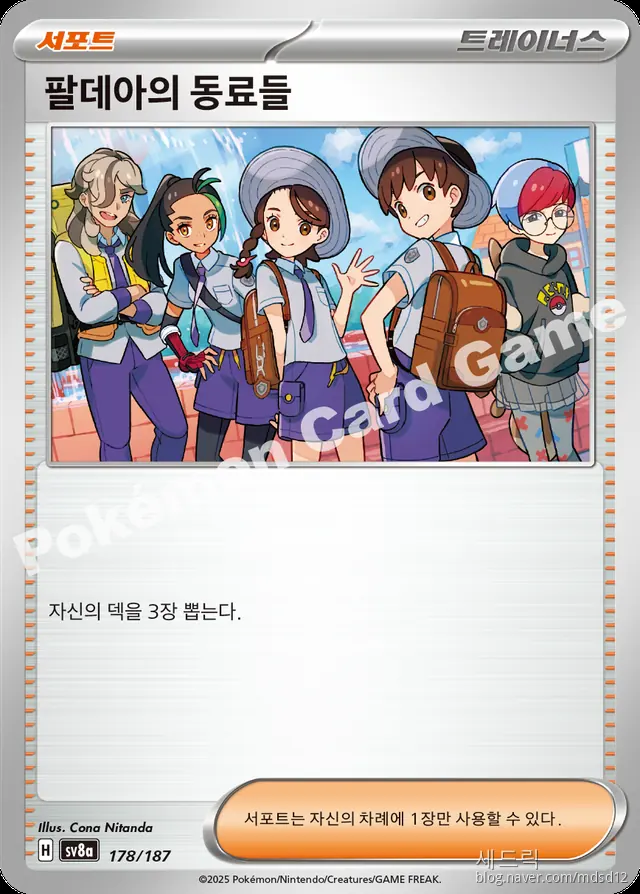 서포트
트레이너스
팔데아의 동료들
Pokémon Card Game
자신의 덱을 3장 뽑는다.
서포트는 자신의 차례에 1장만 사용할 수 있다.
Illus. Cona Nitanda
H sv8a 178/187
세드릭
blog.naver.com/mdsd12
©2025 Pokémon/Nintendo/Creatures/GAME FREAK.